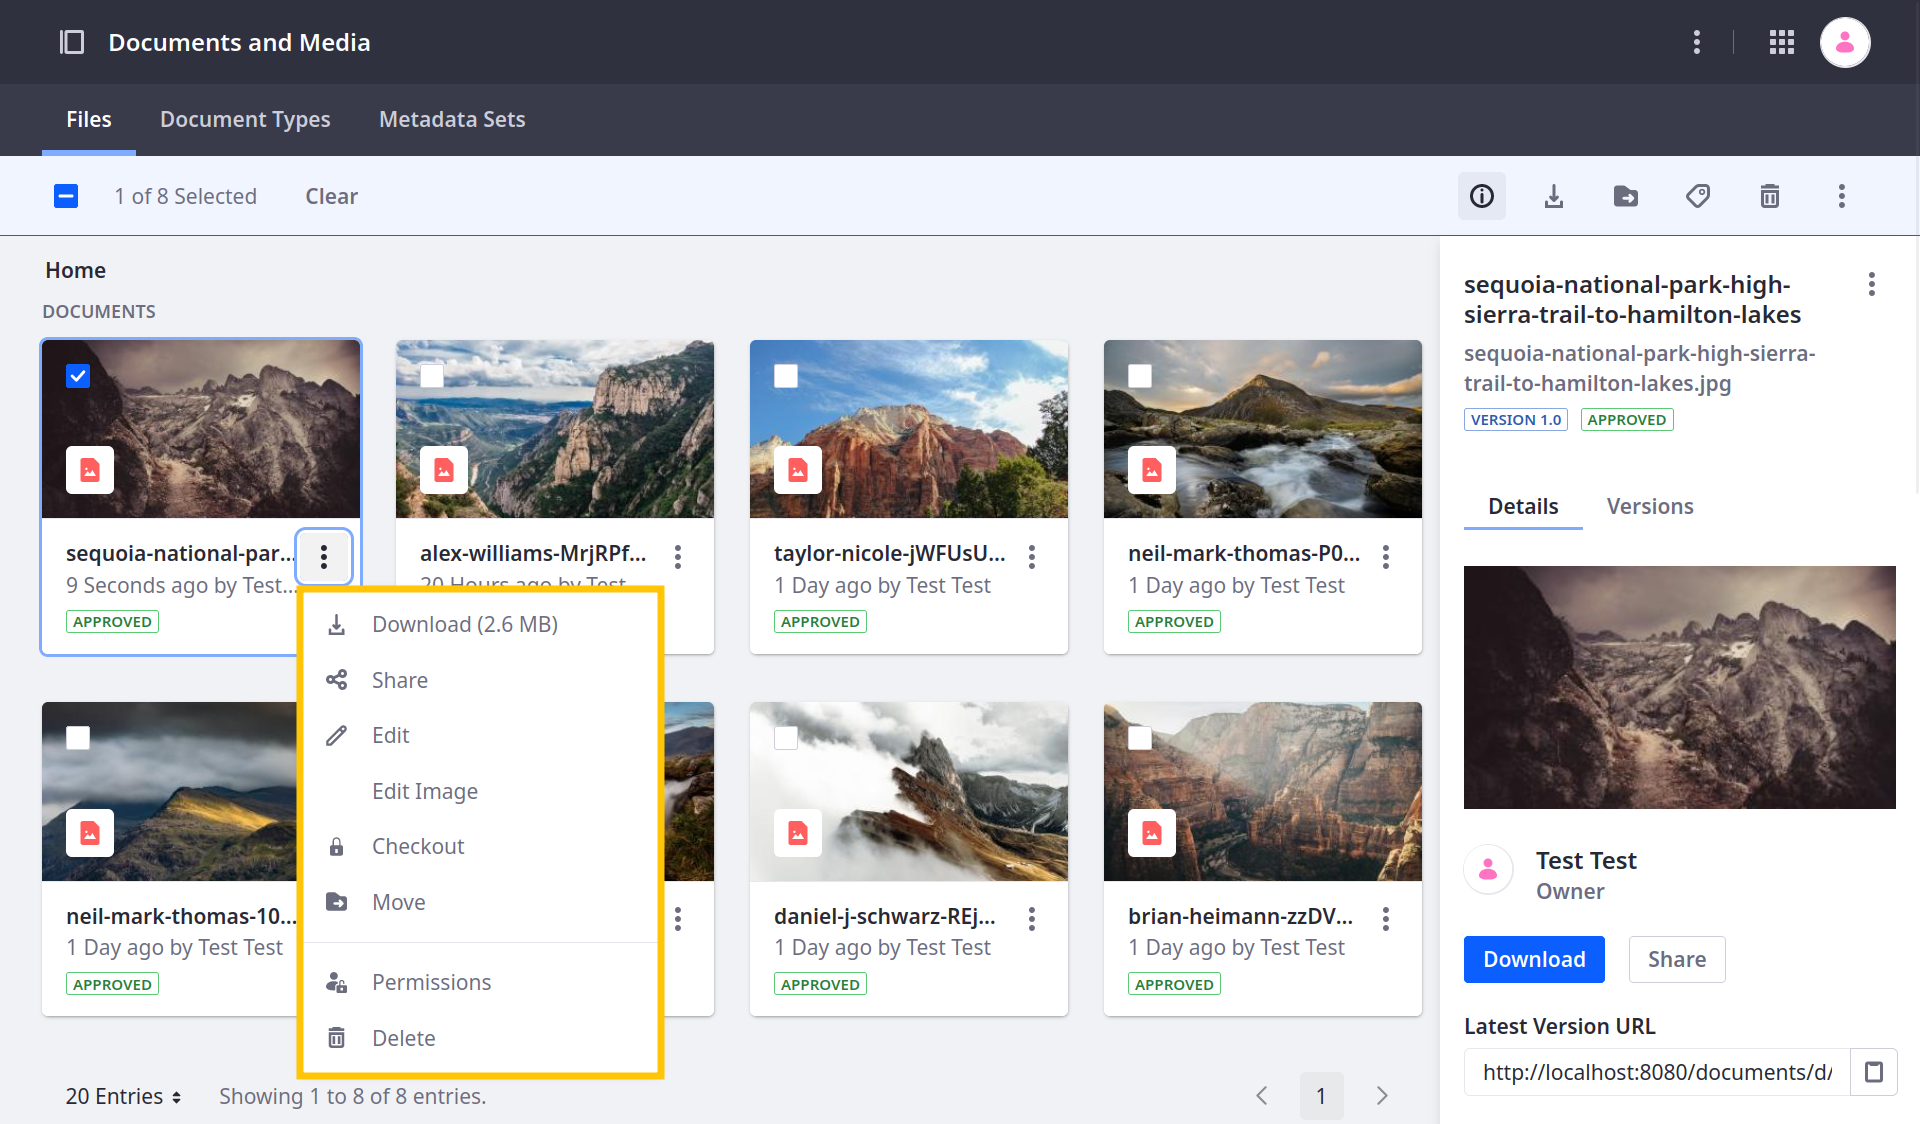 Documents and Media
Files
Document Types
Metadata Sets
1 of 8 Selected
Clear
Home
DOCUMENTS
sequoia-national-par...
9 Seconds ago by Test...
APPROVED
alex-williams-MrjRPf...
20 Hours ago by Test
taylor-nicole-jWFUsU...
1 Day ago by Test Test
APPROVED
neil-mark-thomas-P0...
1 Day ago by Test Test
APPROVED
Download (2.6 MB)
Share
Edit
Edit Image
Checkout
Move
Permissions
Delete
neil-mark-thomas-10...
1 Day ago by Test Test
APPROVED
daniel-j-schwarz-REj...
1 Day ago by Test Test
APPROVED
brian-heimann-zzDV...
1 Day ago by Test Test
APPROVED
20 Entries
Showing 1 to 8 of 8 entries.
1
sequoia-national-park-high-
sierra-trail-to-hamilton-lakes
sequoia-national-park-high-sierra-
trail-to-hamilton-lakes.jpg
VERSION 1.0
APPROVED
Details
Versions
Test Test
Owner
Download
Share
Latest Version URL
http://localhost:8080/documents/d/